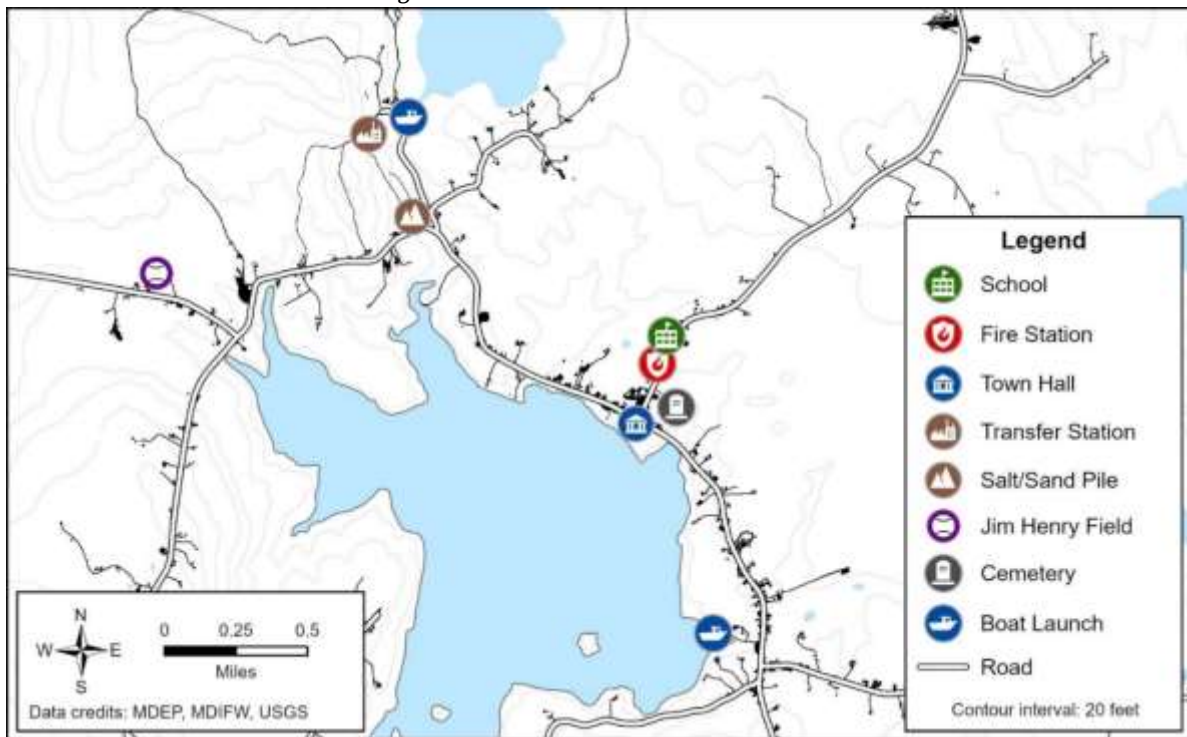 Legend
School
Fire Station
Town Hall
Transfer Station
Salt/Sand Pile
Jim Henry Field
Cemetery
Boat Launch
Road
Contour interval: 20 feet
N
W E
S
0 0.25 0.5
Miles
Data credits: MDEP, MDIFW, USGS